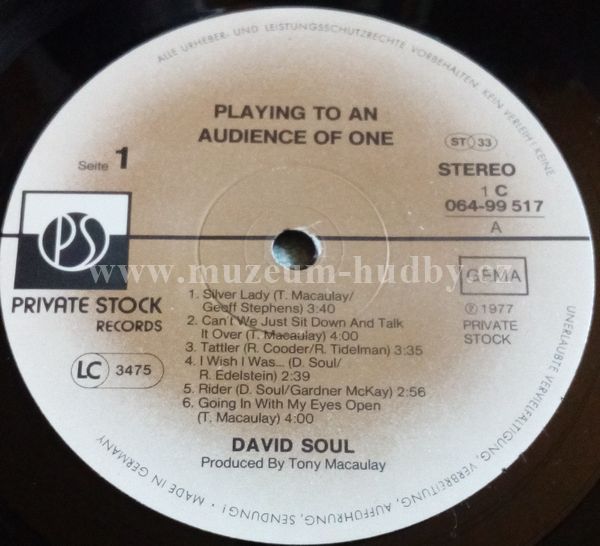 ALLE URHEBER- UND LEISTUNGSSCHUTZRECHTE VORBEHALTEN · KEIN VERLEIH! KEINE UNERLAUBTE VERVIELFÄLTIGUNG, VERBREITUNG, AUFFÜHRUNG, SENDUNG! · MADE IN GERMANY
PLAYING TO AN
AUDIENCE OF ONE
Seite 1
ST 33
STEREO
1 C
064-99 517
A
PS
PRIVATE STOCK
RECORDS
GEMA
℗ 1977
PRIVATE
STOCK
LC 3475
www.muzeum-hudby.cz
1. Silver Lady (T. Macaulay/
Geoff Stephens) 3:40
2. Can't We Just Sit Down And Talk
It Over (T. Macaulay) 4:00
3. Tattler (R. Cooder/R. Tidelman) 3:35
4. I Wish I Was... (D. Soul/
R. Edelstein) 2:39
5. Rider (D. Soul/Gardner McKay) 2:56
6. Going In With My Eyes Open
(T. Macaulay) 4:00
DAVID SOUL
Produced By Tony Macaulay